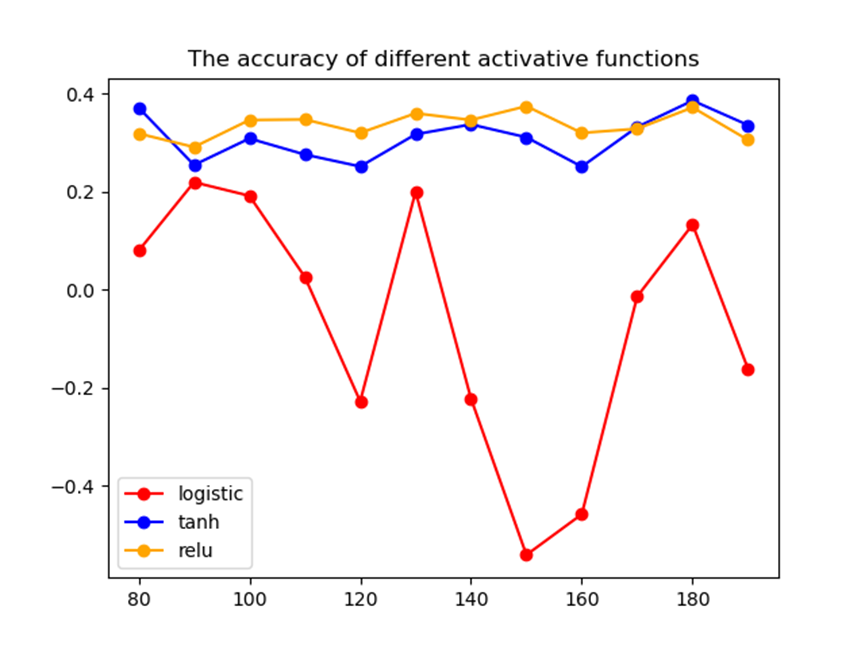 The accuracy of different activative functions
0.4
0.2
0.0
−0.2
−0.4
logistic
tanh
relu
80 100 120 140 160 180